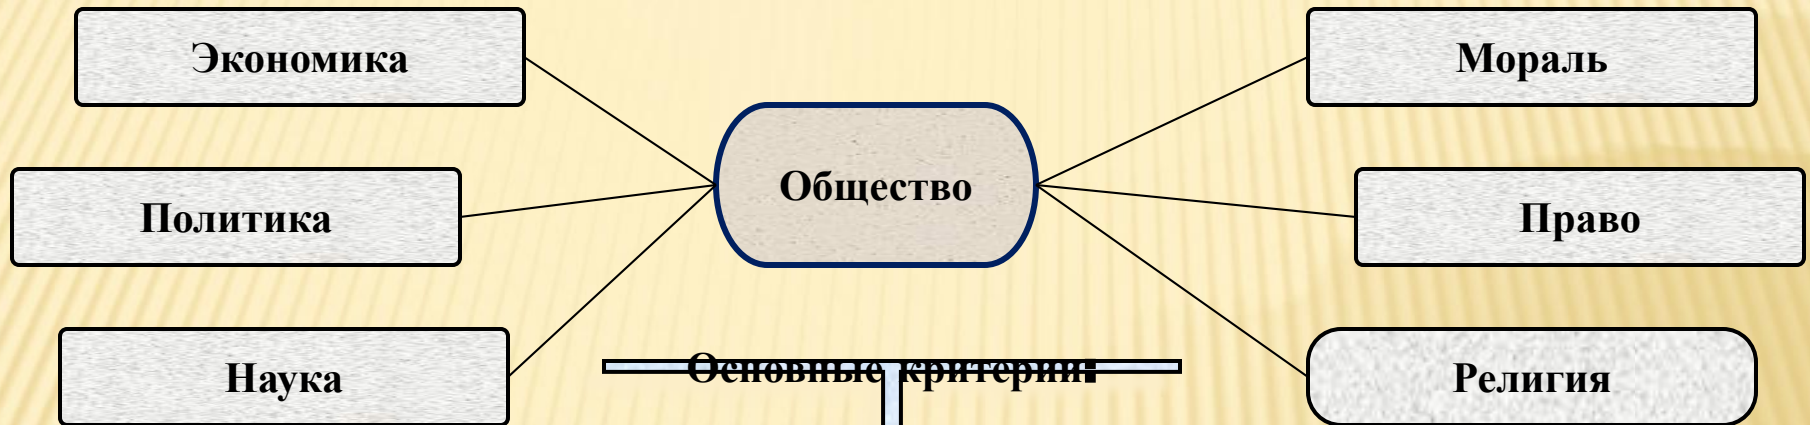 Экономика
Мораль
Общество
Политика
Право
Основные критерии:
Наука
Религия